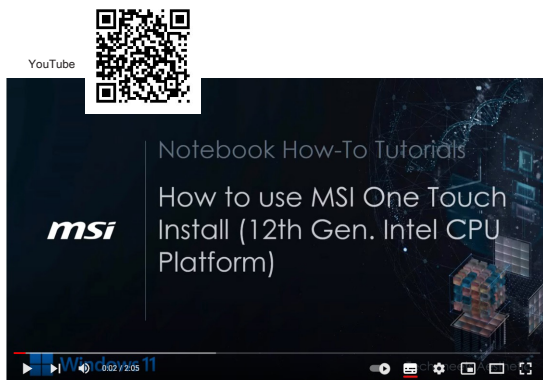 YouTube
Notebook How-To Tutorials
How to use MSI One Touch
Install (12th Gen. Intel CPU
Platform)
msi
Windows 11
0:02 / 2:05